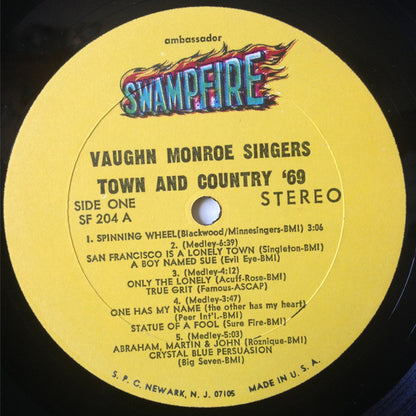 ambassador
SWAMPFIRE
VAUGHN MONROE SINGERS
TOWN AND COUNTRY '69
SIDE ONE
SF 204 A
STEREO
1. SPINNING WHEEL(Blackwood/Minnesingers-BMI) 3:06
2. (Medley-6:39)
SAN FRANCISCO IS A LONELY TOWN (Singleton-BMI)
A BOY NAMED SUE (Evil Eye-BMI)
3. (Medley-4:12)
ONLY THE LONELY (Acuff-Rose-BMI)
TRUE GRIT (Famous-ASCAP)
4. (Medley-3:47)
ONE HAS MY NAME (the other has my heart)
(Peer Int'l.-BMI)
STATUE OF A FOOL (Sure Fire-BMI)
5. (Medley-5:03)
ABRAHAM, MARTIN & JOHN (Roznique-BMI)
CRYSTAL BLUE PERSUASION
(Big Seven-BMI)
S. P. C. NEWARK, N. J. 07105
MADE IN U. S. A.